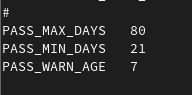 #
PASS_MAX_DAYS 80
PASS_MIN_DAYS 21
PASS_WARN_AGE 7